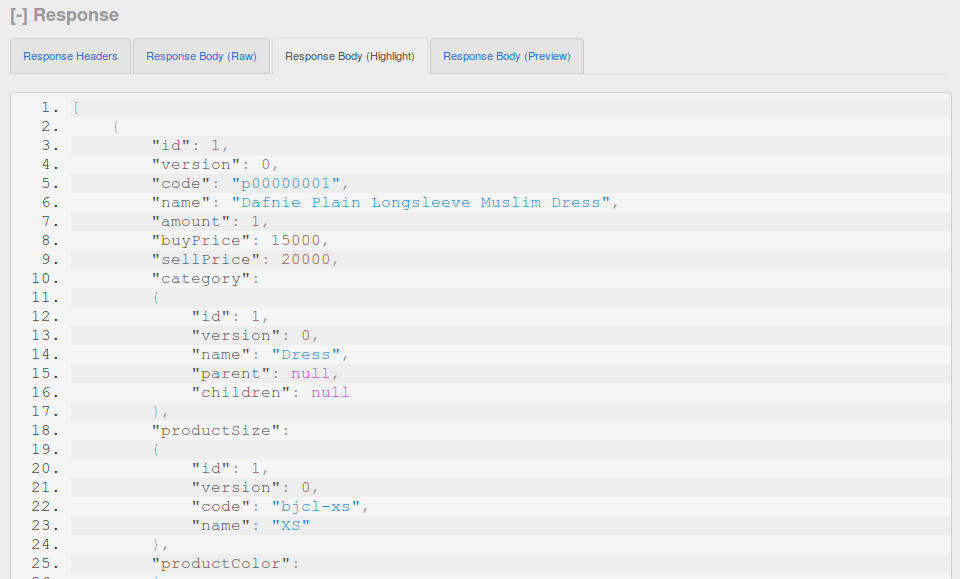 [-] Response
Response Headers Response Body (Raw) Response Body (Highlight) Response Body (Preview)
1. [
2. {
3. "id": 1,
4. "version": 0,
5. "code": "p00000001",
6. "name": "Dafnie Plain Longsleeve Muslim Dress",
7. "amount": 1,
8. "buyPrice": 15000,
9. "sellPrice": 20000,
10. "category":
11. {
12. "id": 1,
13. "version": 0,
14. "name": "Dress",
15. "parent": null,
16. "children": null
17. },
18. "productSize":
19. {
20. "id": 1,
21. "version": 0,
22. "code": "bjcl-xs",
23. "name": "XS"
24. },
25. "productColor":